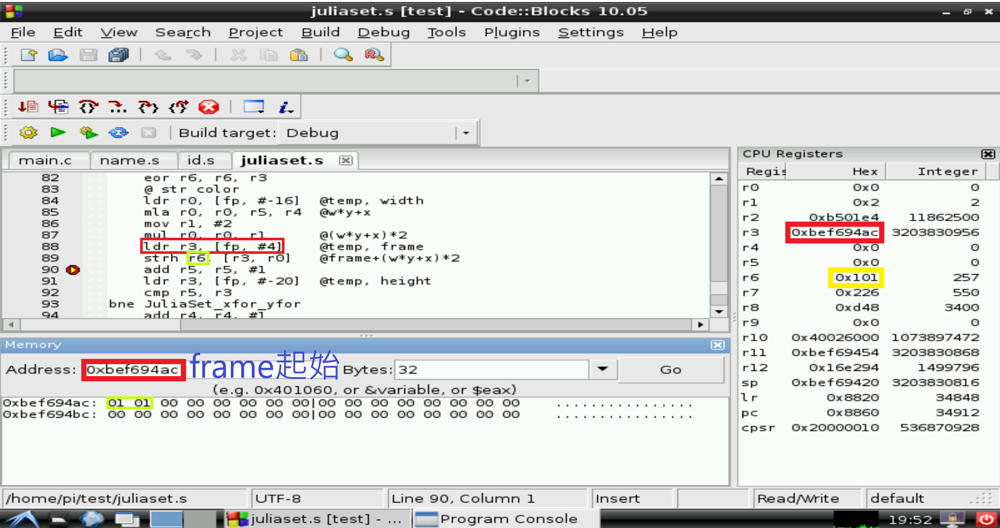 juliaset.s [test] - Code::Blocks 10.05
File Edit View Search Project Build Debug Tools Plugins Settings Help
Build target: Debug
main.c name.s id.s juliaset.s
82 eor r6, r6, r3
83 @ str color
84 ldr r0, [fp, #-16] @temp, width
85 mla r0, r0, r5, r4 @w*y+x
86 mov r1, #2
87 mul r0, r0, r1 @(w*y+x)*2
88 ldr r3, [fp, #4] @temp, frame
89 strh r6, [r3, r0] @frame+(w*y+x)*2
90 add r5, r5, #1
91 ldr r3, [fp, #-20] @temp, height
92 cmp r5, r3
93 bne JuliaSet_xfor_yfor
94 add r4, r4, #1
Memory
Address: 0xbef694ac frame起始 Bytes: 32 Go
(e.g. 0x401060, or &variable, or $eax)
0xbef694ac: 01 01 00 00 00 00 00 00|00 00 00 00 00 00 00 00 ................
0xbef694bc: 00 00 00 00 00 00 00 00|00 00 00 00 00 00 00 00 ................
CPU Registers
Regis Hex Integer
r0 0x0 0
r1 0x2 2
r2 0xb501e4 11862500
r3 0xbef694ac 3203830956
r4 0x0 0
r5 0x0 0
r6 0x101 257
r7 0x226 550
r8 0xd48 3400
r9 0x0 0
r10 0x40026000 1073897472
r11 0xbef69454 3203830868
r12 0x16e294 1499796
sp 0xbef69420 3203830816
lr 0x8820 34848
pc 0x8860 34912
cpsr 0x20000010 536870928
/home/pi/test/juliaset.s UTF-8 Line 90, Column 1 Insert Read/Write default
juliaset.s [test] - ... Program Console 19:52